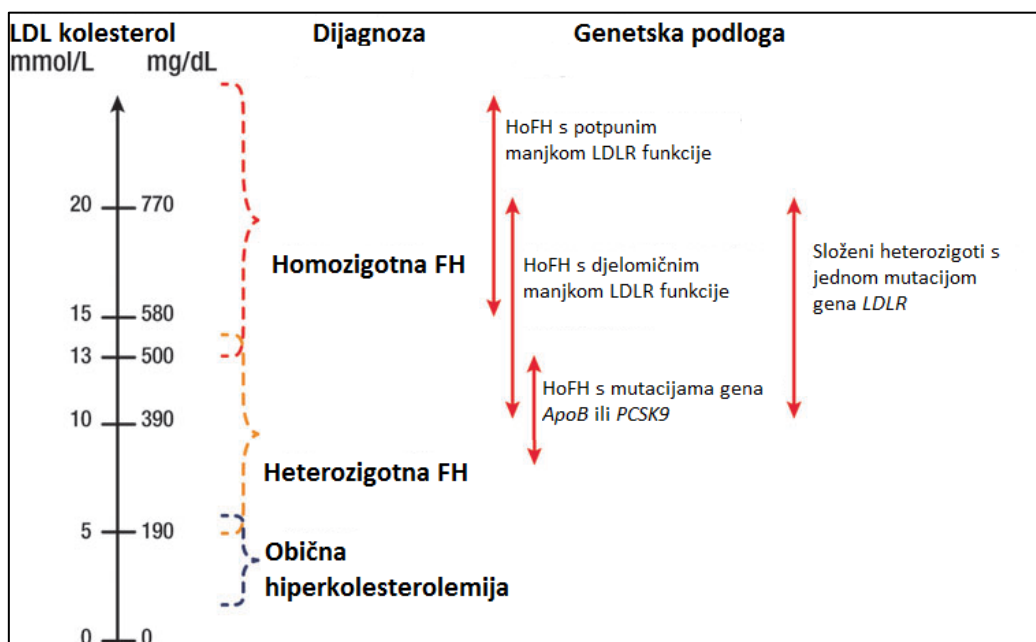 LDL kolesterol
mmol/L mg/dL
Dijagnoza
Genetska podloga
HoFH s potpunim
manjkom LDLR funkcije
20 770
Homozigotna FH
HoFH s djelomičnim
manjkom LDLR funkcije
Složeni heterozigoti s
jednom mutacijom
gena LDLR
15 580
13 500
HoFH s mutacijama gena
ApoB ili PCSK9
10 390
Heterozigotna FH
5 190
Obična
hiperkolesterolemija
0 0